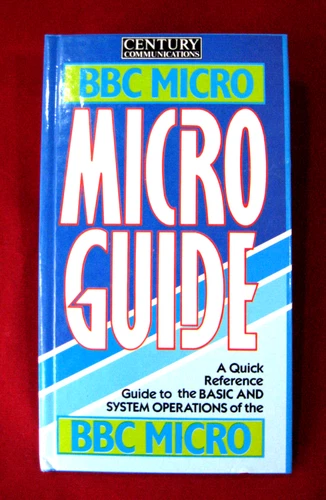 CENTURY
COMMUNICATIONS
BBC MICRO
MICRO
GUIDE
A Quick
Reference
Guide to the BASIC AND
SYSTEM OPERATIONS of the
BBC MICRO